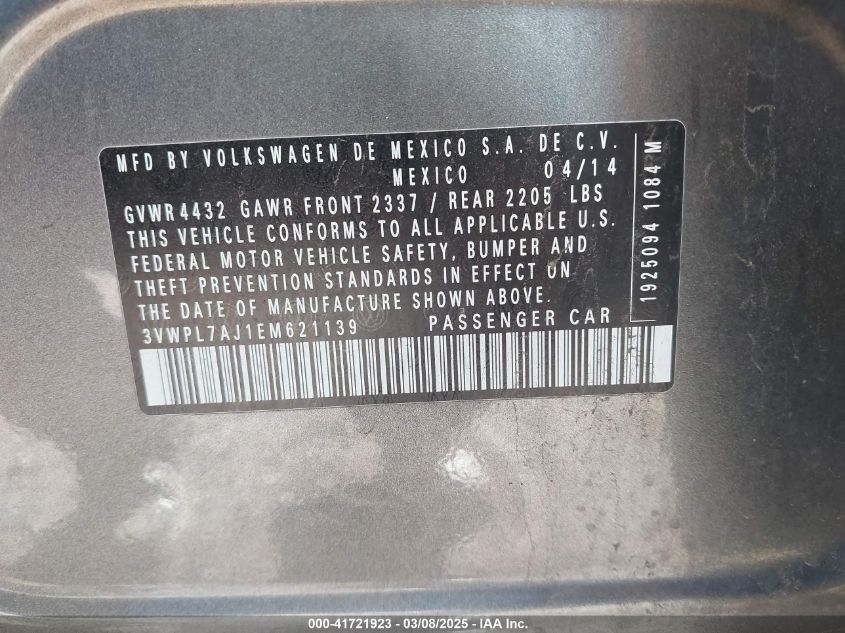 MFD BY VOLKSWAGEN DE MEXICO S.A. DE C.V.
MEXICO 04/14
GVWR 4432 GAWR FRONT 2337 / REAR 2205 LBS
THIS VEHICLE CONFORMS TO ALL APPLICABLE U.S.
FEDERAL MOTOR VEHICLE SAFETY, BUMPER AND
THEFT PREVENTION STANDARDS IN EFFECT ON
THE DATE OF MANUFACTURE SHOWN ABOVE.
3VWPL7AJ1EM621139 PASSENGER CAR
1925094 1084 M
000-41721923 - 03/08/2025 - IAA Inc.